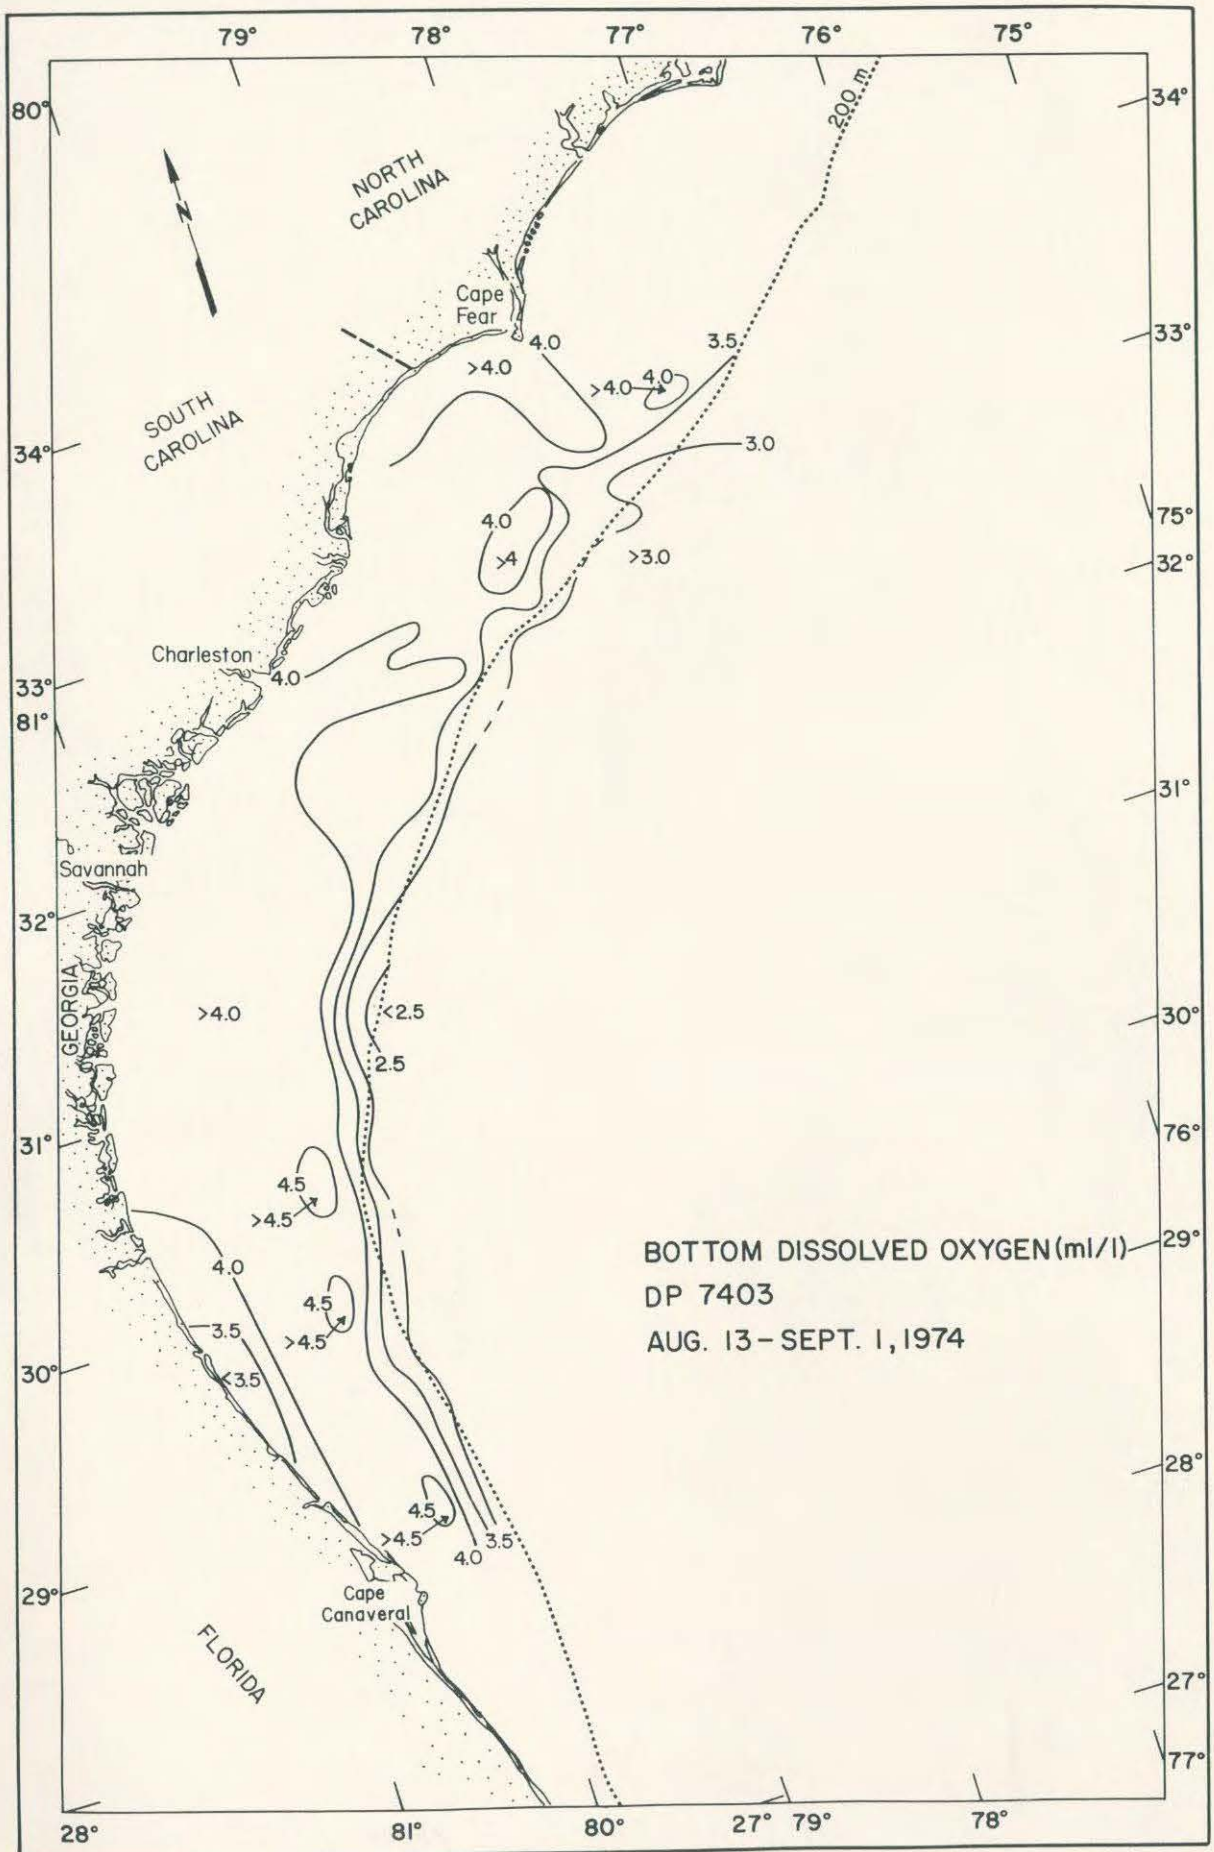 79° 78° 77° 76° 75°
80°
34°
200 m
N
NORTH
CAROLINA
Cape
Fear
4.0
>4.0
3.5
33°
>4.0
4.0
SOUTH
CAROLINA
34°
3.0
75°
4.0
>4
>3.0
32°
Charleston
4.0
33°
81°
31°
Savannah
32°
GEORGIA
>4.0
<2.5
30°
2.5
31°
76°
4.5
>4.5
29°
BOTTOM DISSOLVED OXYGEN (ml/l)
DP 7403
AUG. 13 – SEPT. 1, 1974
4.0
4.5
3.5
>4.5
30°
<3.5
28°
4.5
>4.5
3.5
4.0
29°
Cape
Canaveral
FLORIDA
27°
77°
28° 81° 80° 27° 79° 78°